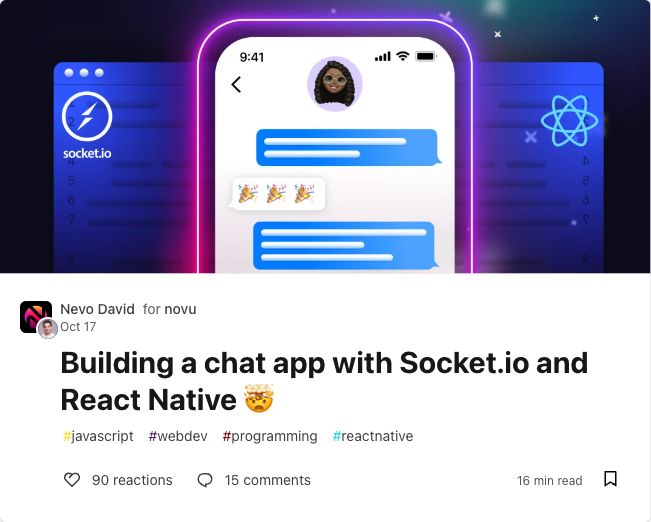 9:41
socket.io
Nevo David for novu
Oct 17
Building a chat app with Socket.io and
React Native 🤯
#javascript #webdev #programming #reactnative
90 reactions 15 comments 16 min read